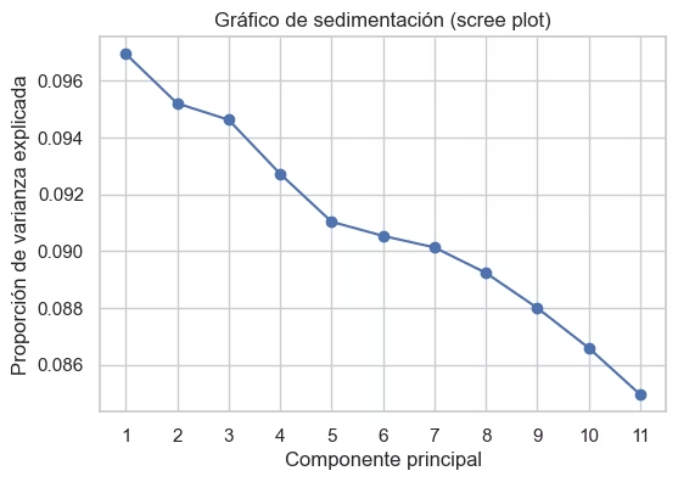 Gráfico de sedimentación (scree plot)
Proporción de varianza explicada
0.096
0.094
0.092
0.090
0.088
0.086
1 2 3 4 5 6 7 8 9 10 11
Componente principal